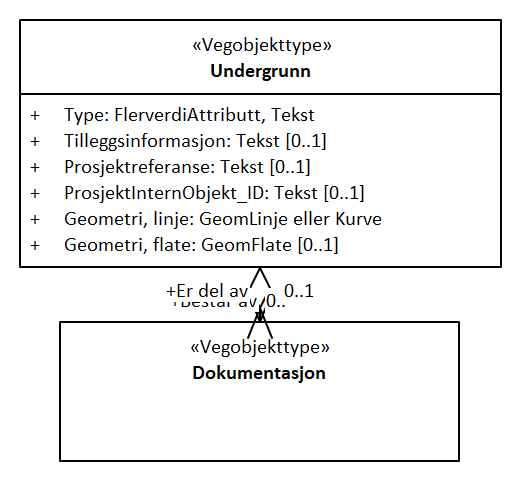 «Vegobjekttype»
Undergrunn
+ Type: FlerverdiAttributt, Tekst
+ Tilleggsinformasjon: Tekst [0..1]
+ Prosjektreferanse: Tekst [0..1]
+ ProsjektInternObjekt_ID: Tekst [0..1]
+ Geometri, linje: GeomLinje eller Kurve
+ Geometri, flate: GeomFlate [0..1]
+Er del av 0..1
+Består av 0..
«Vegobjekttype»
Dokumentasjon